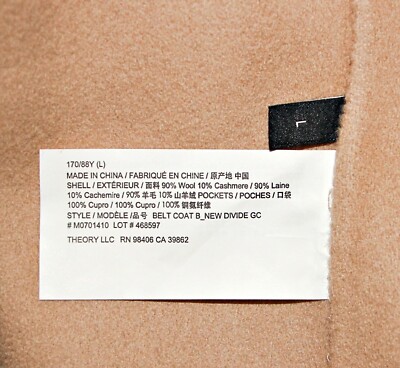 L
170/88Y (L)
MADE IN CHINA / FABRIQUÉ EN CHINE / 原产地 中国
SHELL / EXTÉRIEUR / 面料 90% Wool 10% Cashmere / 90% Laine
10% Cachemire / 90% 羊毛 10% 山羊绒 POCKETS / POCHES / 口袋
100% Cupro / 100% Cupro / 100% 铜氨纤维
STYLE / MODÈLE /品号 BELT COAT B_NEW DIVIDE GC
# M0701410 LOT # 468597
THEORY LLC RN 98406 CA 39862